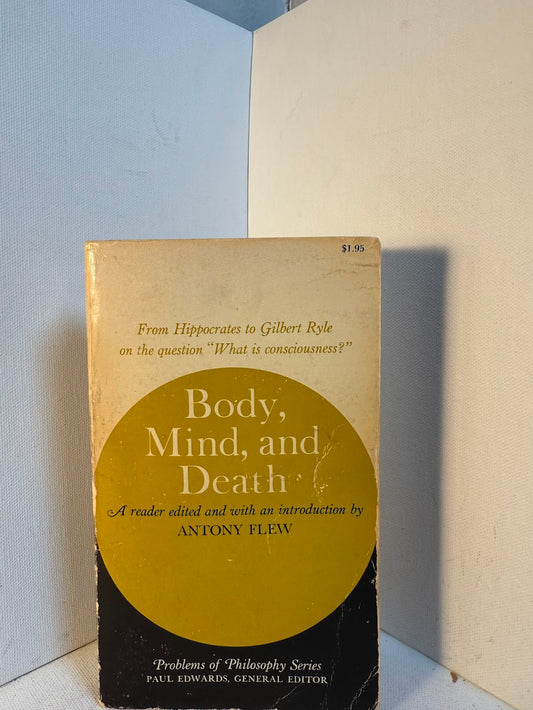 $1.95
From Hippocrates to Gilbert Ryle
on the question "What is consciousness?"
Body,
Mind, and
Death
A reader edited and with an introduction by
ANTONY FLEW
Problems of Philosophy Series
PAUL EDWARDS, GENERAL EDITOR